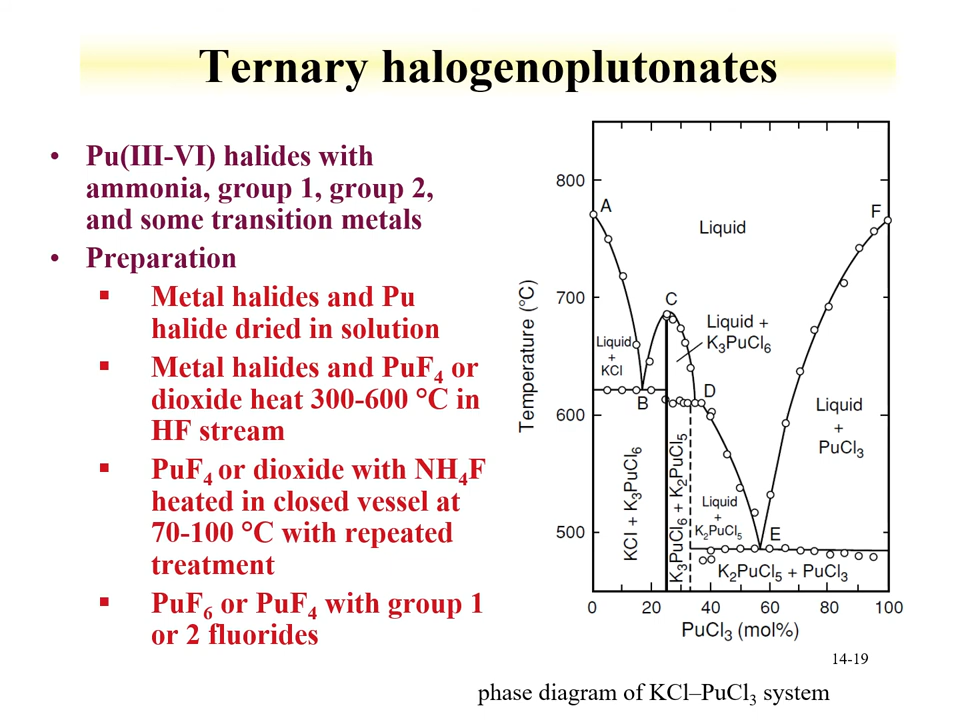 Ternary halogenoplutonates
• Pu(III-VI) halides with
ammonia, group 1, group 2,
and some transition metals
• Preparation
▪ Metal halides and Pu
halide dried in solution
▪ Metal halides and PuF₄ or
dioxide heat 300-600 °C in
HF stream
▪ PuF₄ or dioxide with NH₄F
heated in closed vessel at
70-100 °C with repeated
treatment
▪ PuF₆ or PuF₄ with group 1
or 2 fluorides
Temperature (°C)
800
700
600
500
A
F
Liquid
C
Liquid +
K₃PuCl₆
Liquid
+
KCl
B
D
Liquid
+
PuCl₃
KCl + K₃PuCl₆
K₃PuCl₆ + K₂PuCl₅
Liquid
+
K₂PuCl₅
E
K₂PuCl₅ + PuCl₃
0 20 40 60 80 100
PuCl₃ (mol%)
14-19
phase diagram of KCl–PuCl₃ system